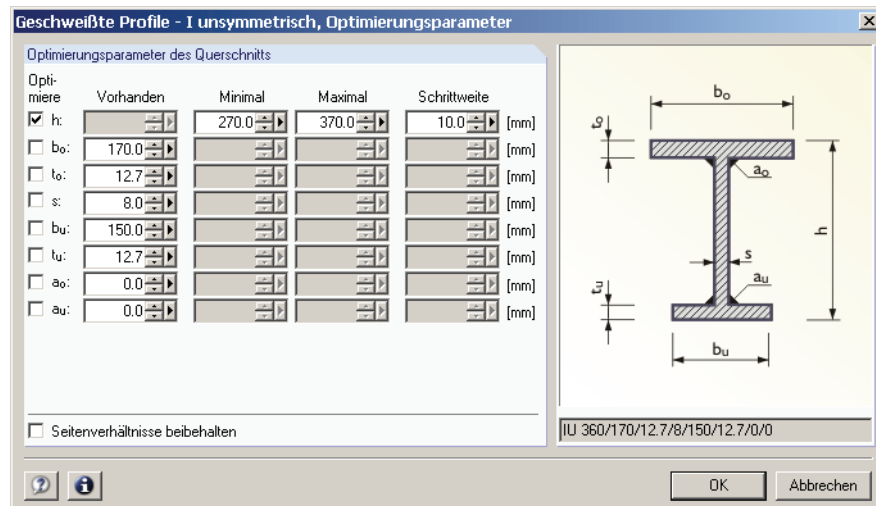 Geschweißte Profile - I unsymmetrisch, Optimierungsparameter
Optimierungsparameter des Querschnitts
Opti-
miere Vorhanden Minimal Maximal Schrittweite
h: 270.0 370.0 10.0 [mm]
bo: 170.0 [mm]
to: 12.7 [mm]
s: 8.0 [mm]
bu: 150.0 [mm]
tu: 12.7 [mm]
ao: 0.0 [mm]
au: 0.0 [mm]
Seitenverhältnisse beibehalten
bo
to
ao
h
s
au
tu
bu
IU 360/170/12.7/8/150/12.7/0/0
OK Abbrechen